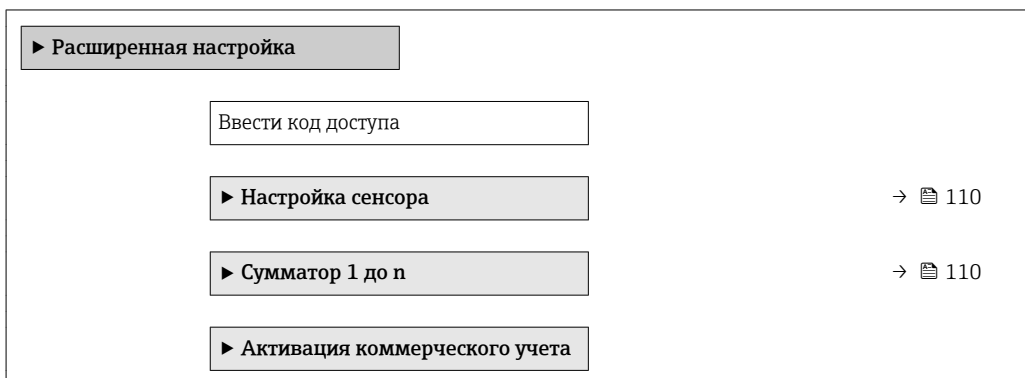 ▶ Расширенная настройка
Ввести код доступа
▶ Настройка сенсора → 🖹 110
▶ Сумматор 1 до n → 🖹 110
▶ Активация коммерческого учета